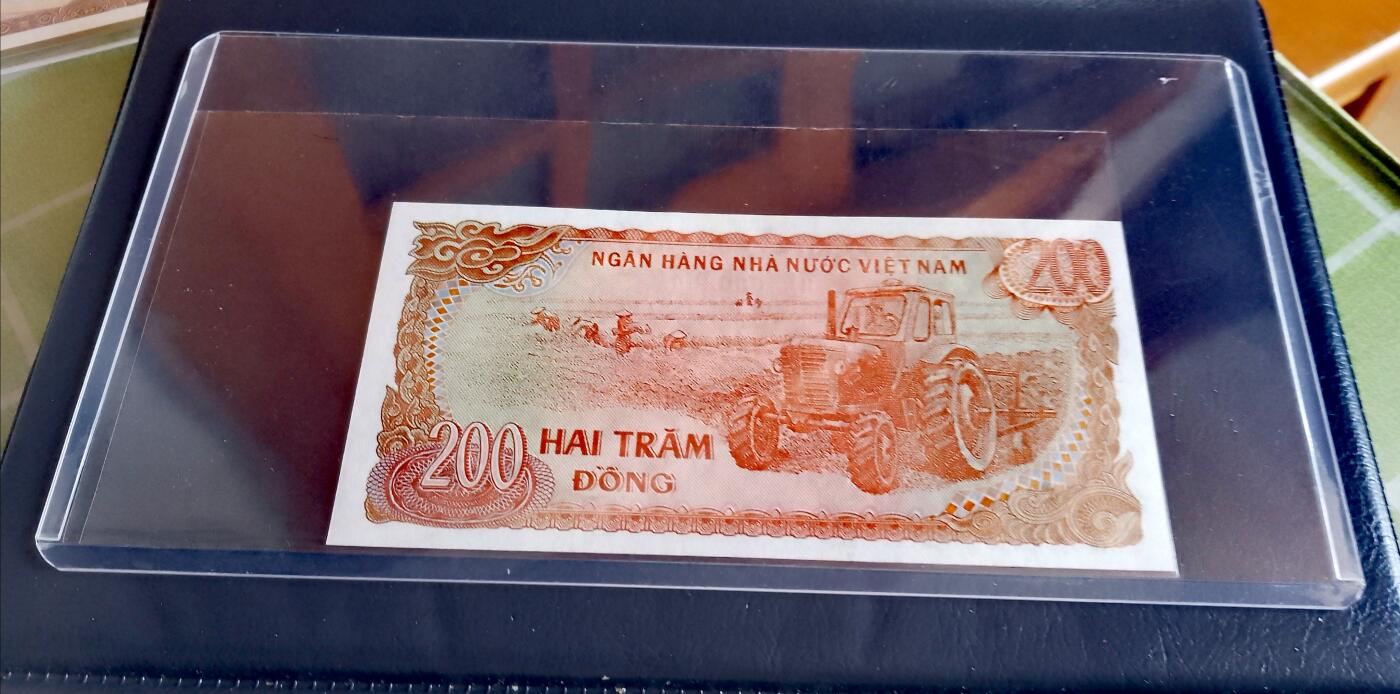 NGÂN HÀNG NHÀ NƯỚC VIỆT NAM
200
200 HAI TRĂM
ĐỒNG